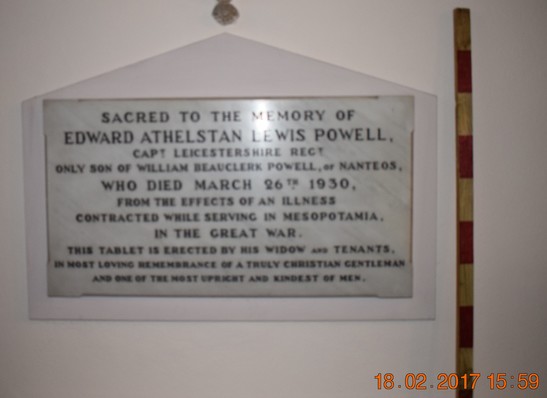 SACRED TO THE MEMORY OF
EDWARD ATHELSTAN LEWIS POWELL,
CAPT LEICESTERSHIRE REGT
ONLY SON OF WILLIAM BEAUCLERK POWELL, OF NANTEOS,
WHO DIED MARCH 26TH 1930,
FROM THE EFFECTS OF AN ILLNESS
CONTRACTED WHILE SERVING IN MESOPOTAMIA,
IN THE GREAT WAR.
THIS TABLET IS ERECTED BY HIS WIDOW AND TENANTS,
IN MOST LOVING REMEMBRANCE OF A TRULY CHRISTIAN GENTLEMAN
AND ONE OF THE MOST UPRIGHT AND KINDEST OF MEN.
18.02.2017 15:59